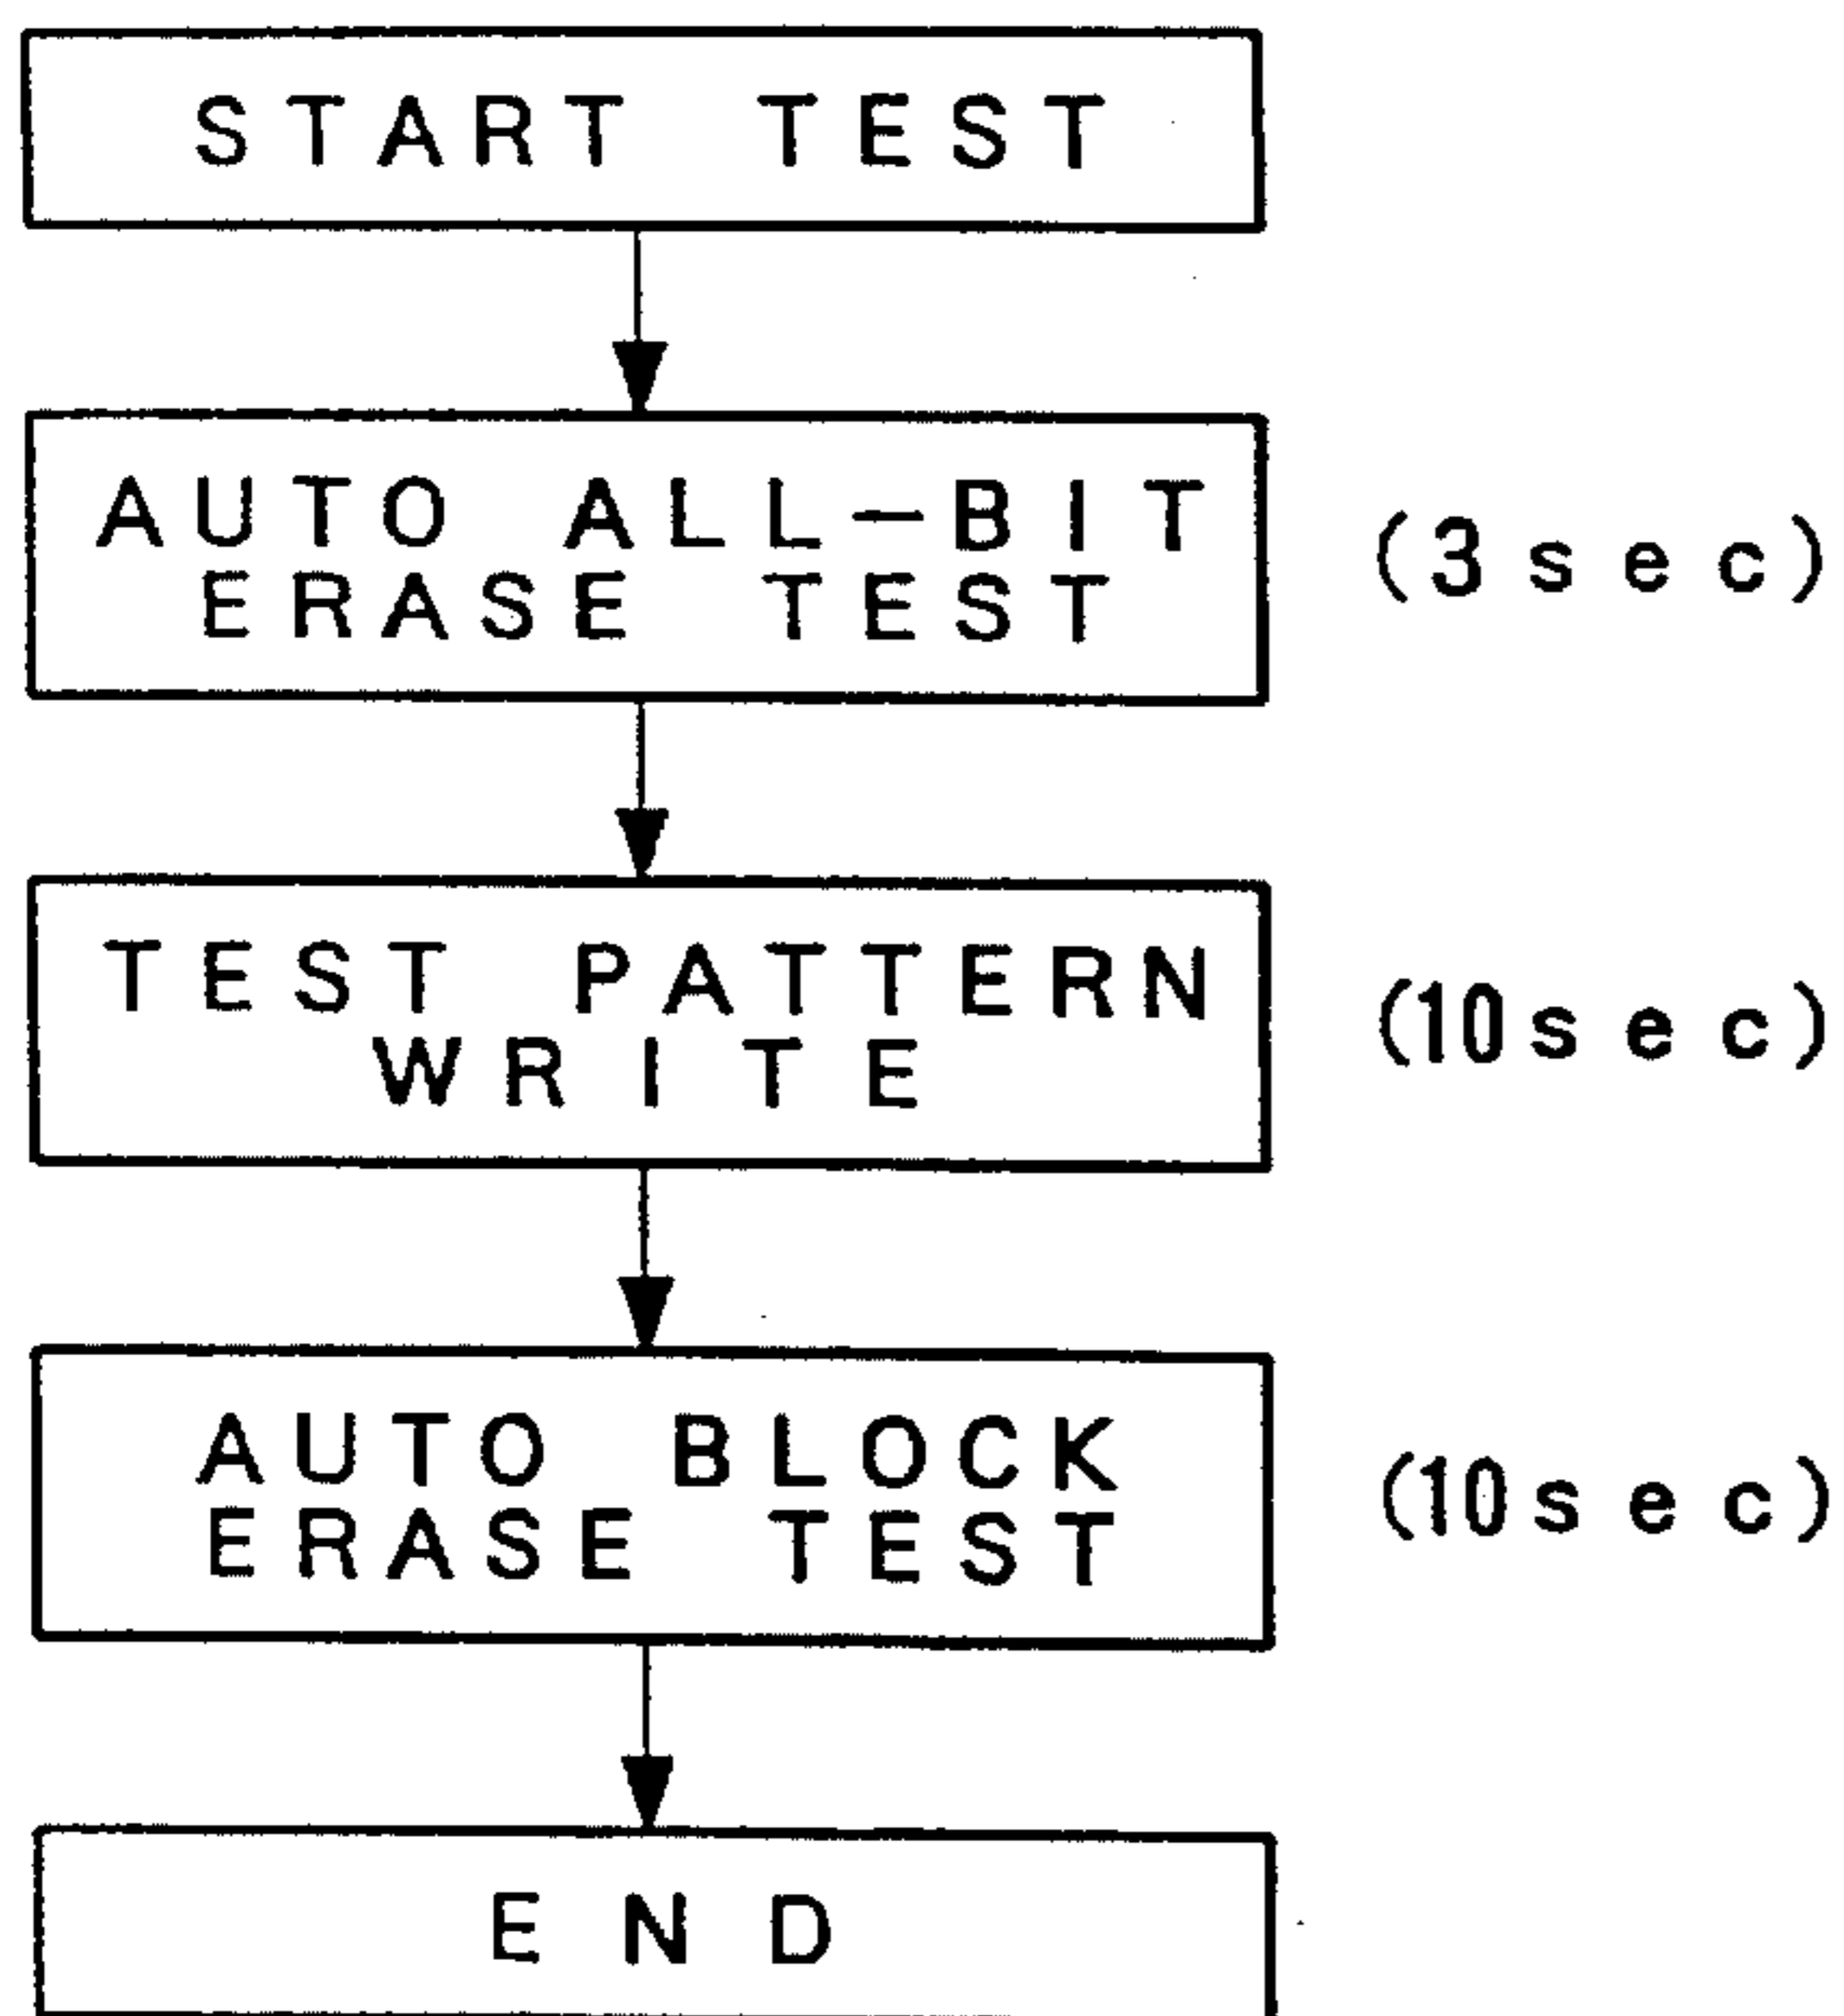 START TEST
AUTO ALL-BIT
ERASE TEST
(3sec)
TEST PATTERN
WRITE
(10sec)
AUTO BLOCK
ERASE TEST
(10sec)
END